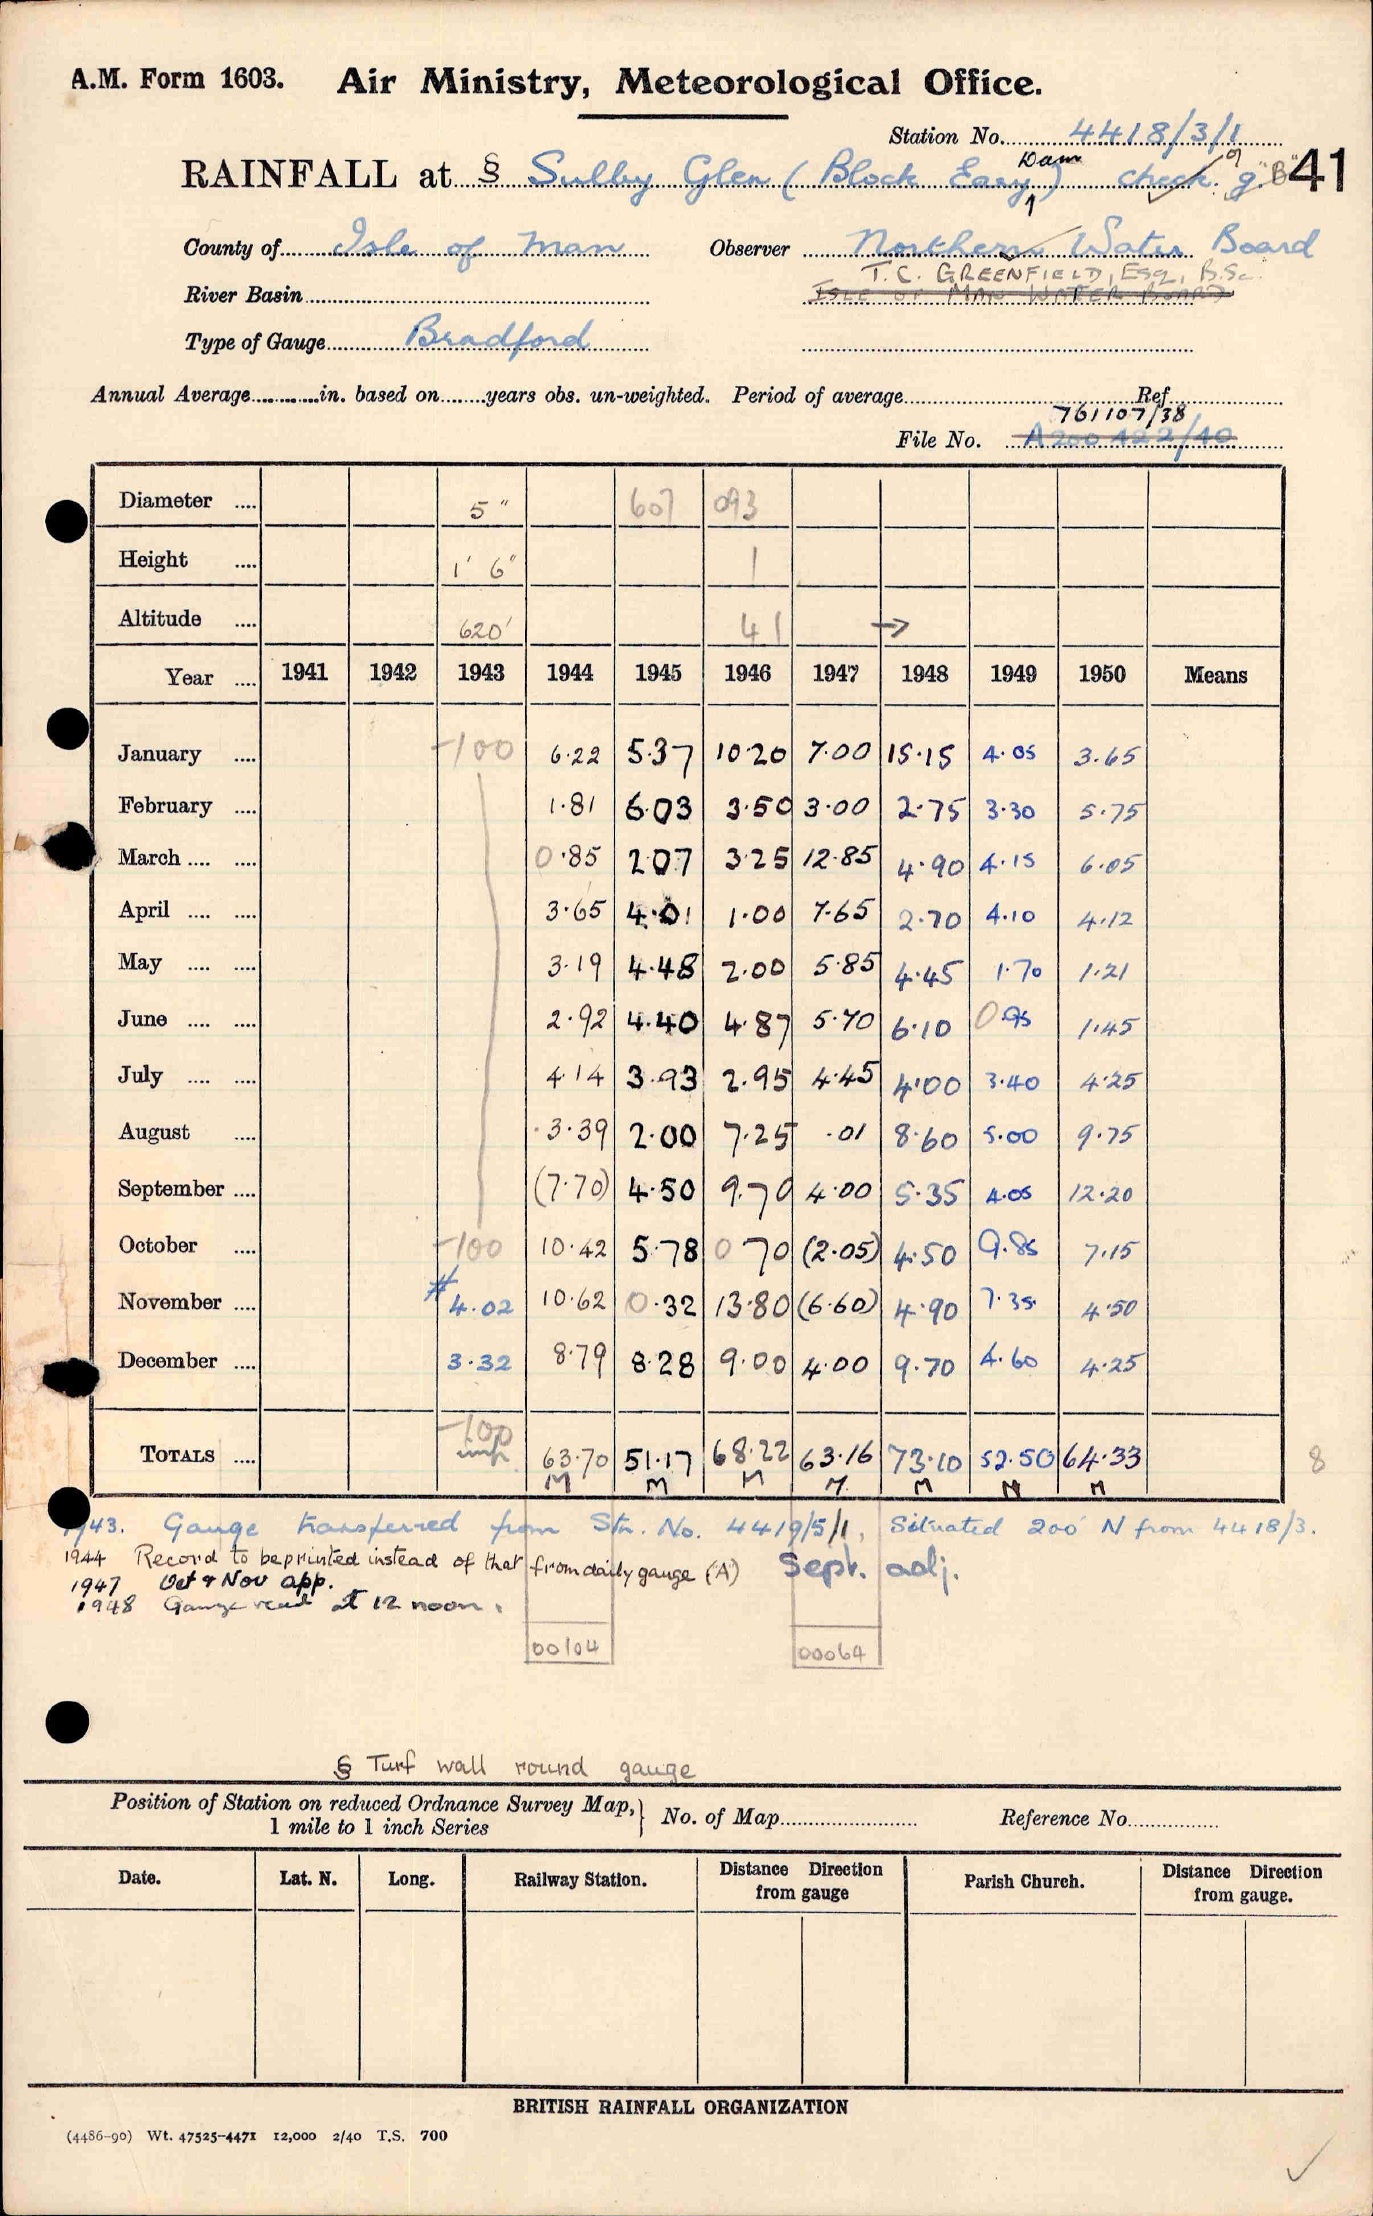 A.M. Form 1603. Air Ministry, Meteorological Office.
Station No. 4418/3/1
RAINFALL at § Sulby Glen (Block Eary Dam) check g. "B" 41
County of Isle of Man Observer Northern Water Board
T.C. GREENFIELD, Esq., B.Sc.
River Basin ISLE OF MAN WATER BOARD
Type of Gauge Bradford
Annual Average in. based on years obs. un-weighted. Period of average Ref
761107/38
File No. A200422/40
Diameter 5" 607 093
Height 1' 6" 1
Altitude 620' 41 →
Year 1941 1942 1943 1944 1945 1946 1947 1948 1949 1950 Means
January -100 6.22 5.37 10.20 7.00 15.15 4.05 3.65
February 1.81 6.03 3.50 3.00 2.75 3.30 5.75
March 0.85 2.07 3.25 12.85 4.90 4.15 6.05
April 3.65 4.01 1.00 7.65 2.70 4.10 4.12
May 3.19 4.48 2.00 5.85 4.45 1.70 1.21
June 2.92 4.40 4.87 5.70 6.10 0.95 1.45
July 4.14 3.93 2.95 4.45 4.00 3.40 4.25
August 3.39 2.00 7.25 .01 8.60 5.00 9.75
September (7.70) 4.50 9.70 4.00 5.35 4.05 12.20
October -100 10.42 5.78 0.70 (2.05) 4.50 9.85 7.15
November # 4.02 10.62 0.32 13.80 (6.60) 4.90 7.35 4.50
December 3.32 8.79 8.28 9.00 4.00 9.70 4.60 4.25
-100
TOTALS imp. 63.70 51.17 68.22 63.16 73.10 52.50 64.33 8
M M M M M M M
1943. Gauge transferred from Stn. No. 4419/5/1, Situated 200' N from 4418/3.
1944 Record to be printed instead of that from daily gauge (A) Sept. adj.
1947 Oct & Nov app.
1948 Gauge read at 12 noon.
00104 00064
§ Turf wall round gauge
Position of Station on reduced Ordnance Survey Map,
1 mile to 1 inch Series No. of Map Reference No.
Date. Lat. N. Long. Railway Station. Distance Direction from gauge Parish Church. Distance Direction from gauge.
BRITISH RAINFALL ORGANIZATION
(4486-90) Wt. 47525-4471 12,000 2/40 T.S. 700